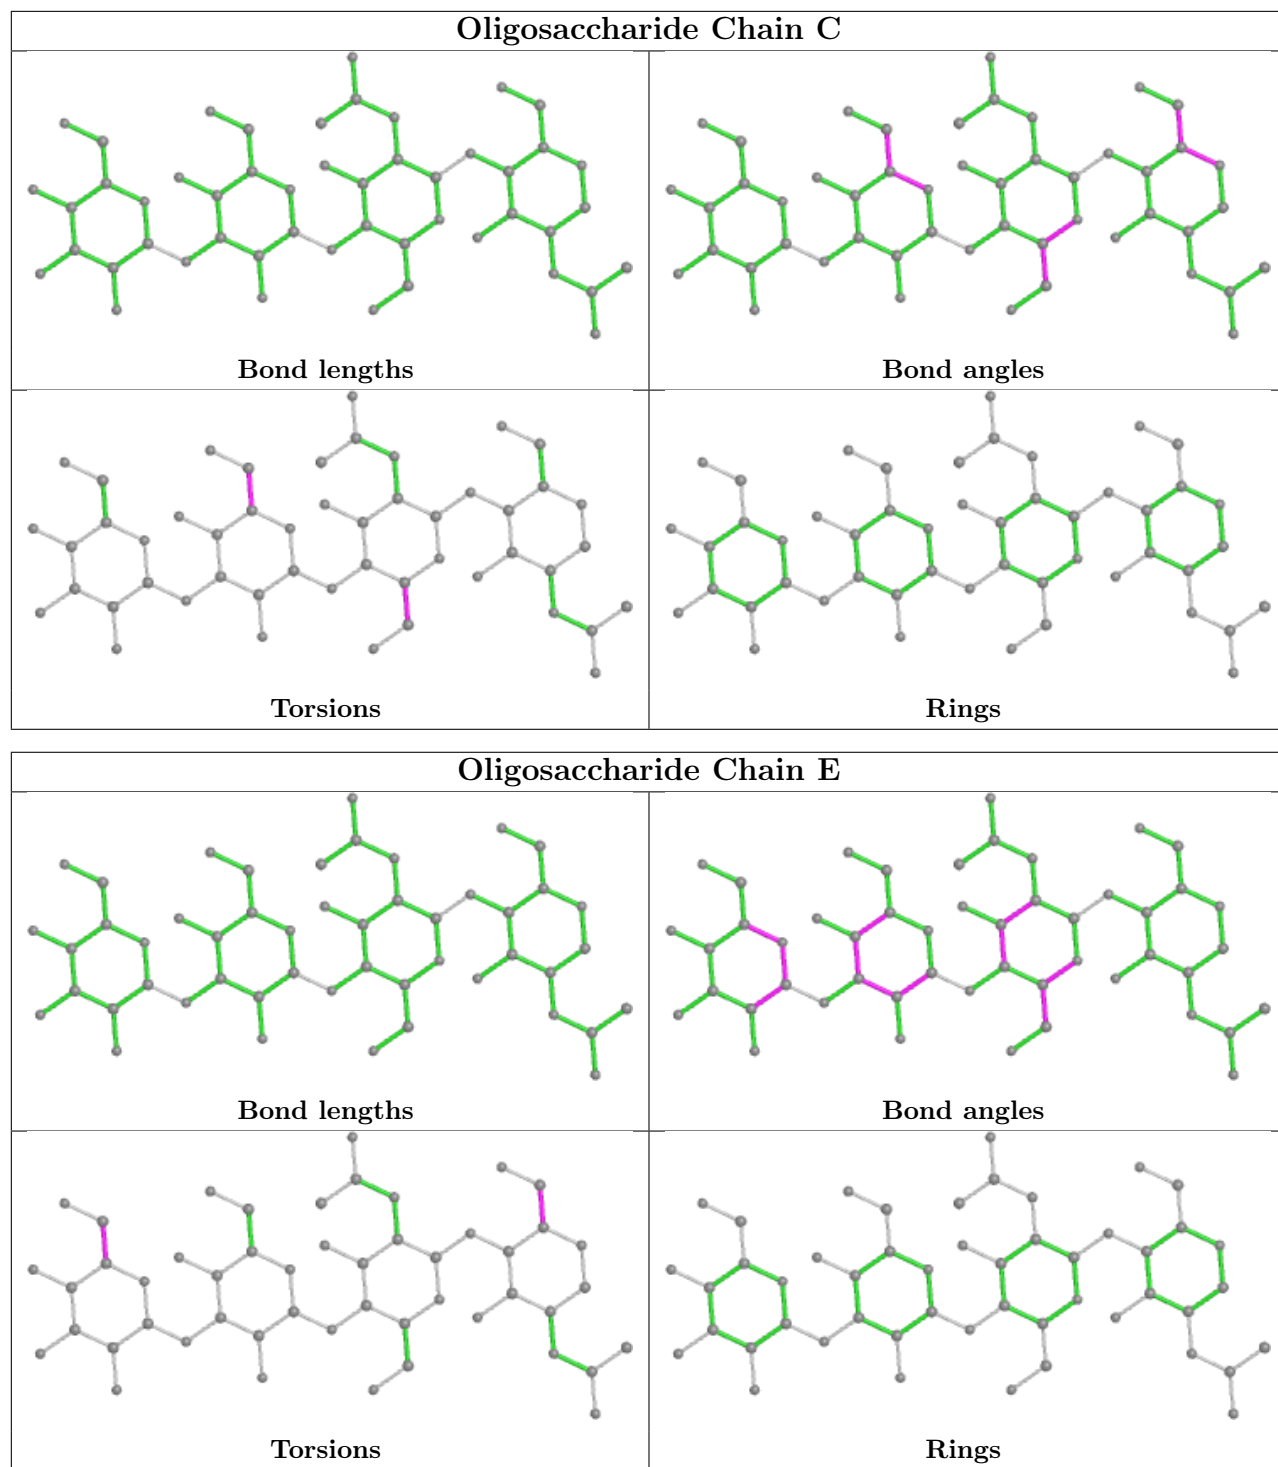 Oligosaccharide Chain C
Bond lengths
Bond angles
Torsions
Rings
Oligosaccharide Chain E
Bond lengths
Bond angles
Torsions
Rings